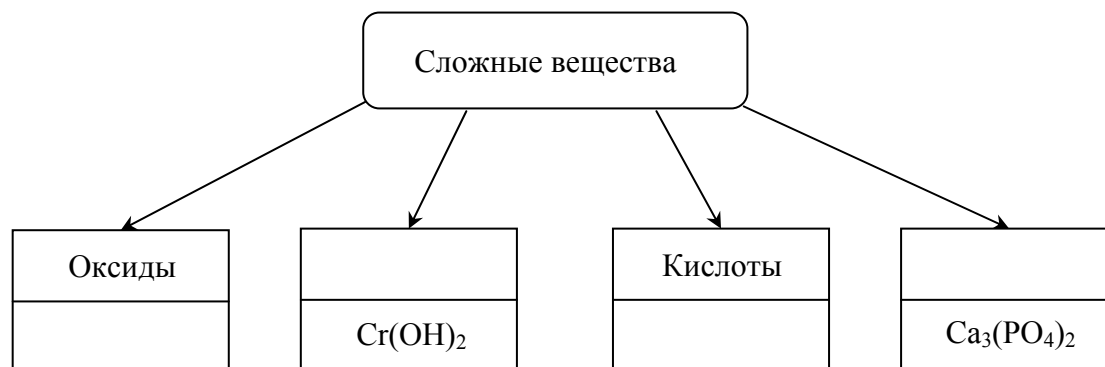 Сложные вещества
Оксиды
Кислоты
Cr(OH)₂
Ca₃(PO₄)₂